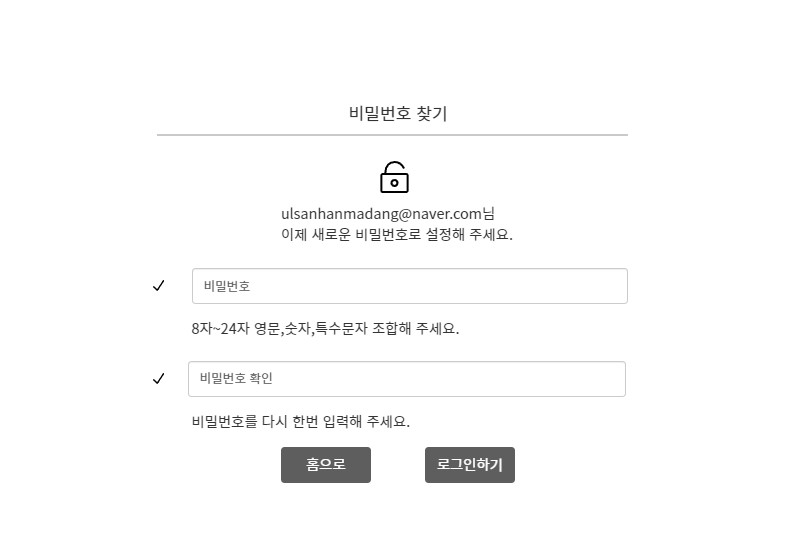 비밀번호 찾기
ulsanhanmadang@naver.com님
이제 새로운 비밀번호로 설정해 주세요.
비밀번호
8자~24자 영문,숫자,특수문자 조합해 주세요.
비밀번호 확인
비밀번호를 다시 한번 입력해 주세요.
홈으로 로그인하기